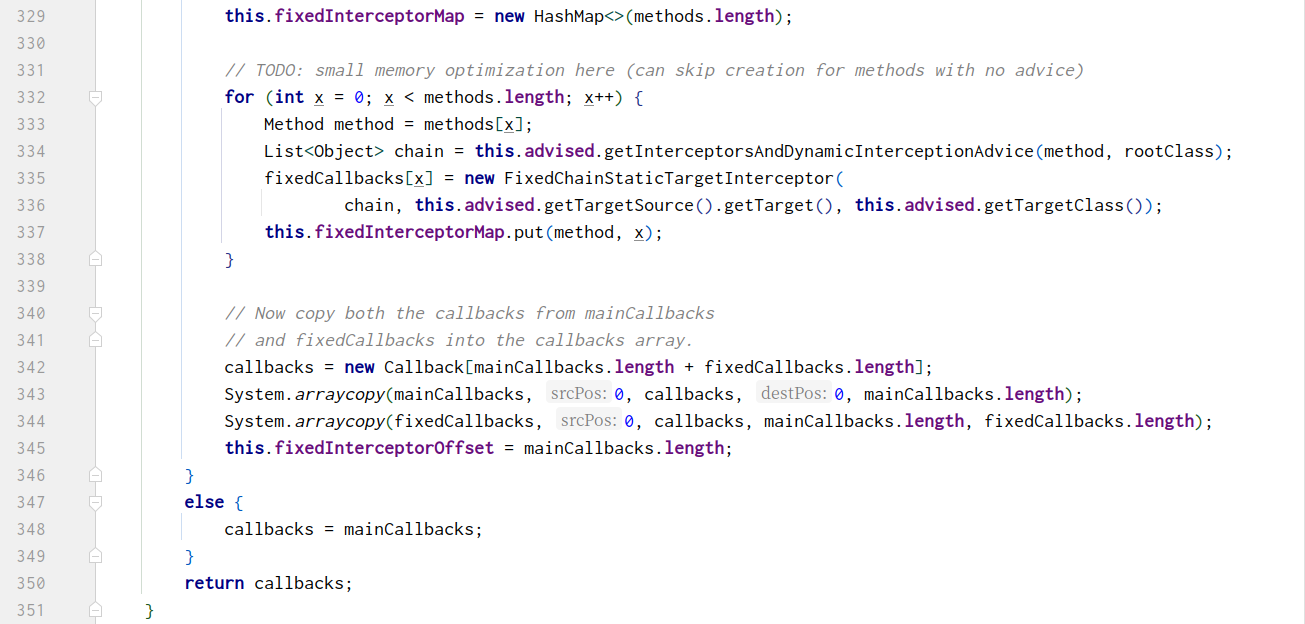 329 this.fixedInterceptorMap = new HashMap<>(methods.length);
330
331 // TODO: small memory optimization here (can skip creation for methods with no advice)
332 for (int x = 0; x < methods.length; x++) {
333 Method method = methods[x];
334 List<Object> chain = this.advised.getInterceptorsAndDynamicInterceptionAdvice(method, rootClass);
335 fixedCallbacks[x] = new FixedChainStaticTargetInterceptor(
336 chain, this.advised.getTargetSource().getTarget(), this.advised.getTargetClass());
337 this.fixedInterceptorMap.put(method, x);
338 }
339
340 // Now copy both the callbacks from mainCallbacks
341 // and fixedCallbacks into the callbacks array.
342 callbacks = new Callback[mainCallbacks.length + fixedCallbacks.length];
343 System.arraycopy(mainCallbacks, srcPos: 0, callbacks, destPos: 0, mainCallbacks.length);
344 System.arraycopy(fixedCallbacks, srcPos: 0, callbacks, mainCallbacks.length, fixedCallbacks.length);
345 this.fixedInterceptorOffset = mainCallbacks.length;
346 }
347 else {
348 callbacks = mainCallbacks;
349 }
350 return callbacks;
351 }